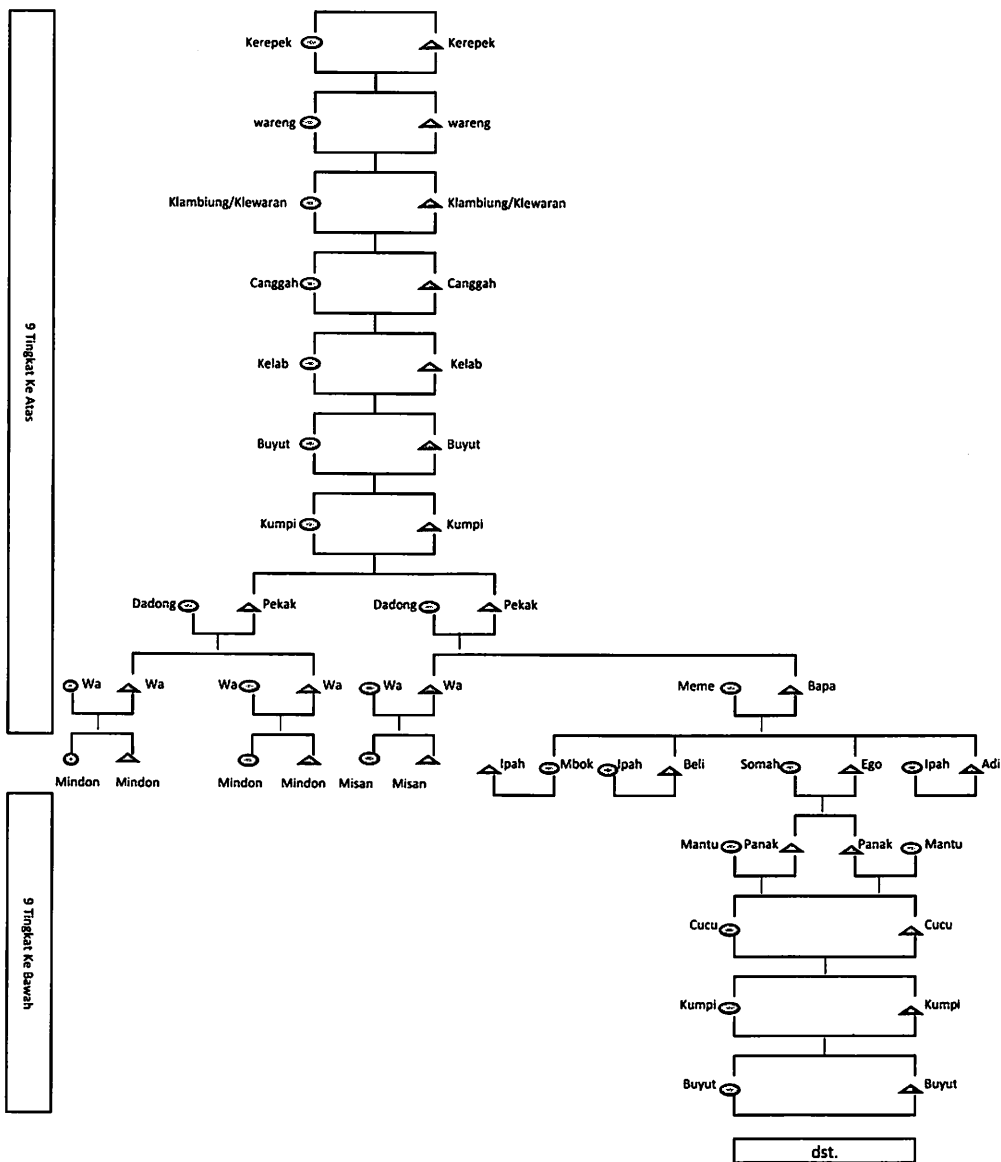 Kerepek Kerepek
wareng wareng
Klambiung/Klewaran Klambiung/Klewaran
Canggah Canggah
Kelab Kelab
9 Tingkat Ke Atas
Buyut Buyut
Kumpi Kumpi
Dadong Pekak Dadong Pekak
Wa Wa Wa Wa Wa Wa Meme Bapa
Ipah Mbok Ipah Beli Somah Ego Ipah Adi
Mindon Mindon Mindon Mindon Misan Misan
Mantu Panak Panak Mantu
9 Tingkat Ke Bawah
Cucu Cucu
Kumpi Kumpi
Buyut Buyut
dst.